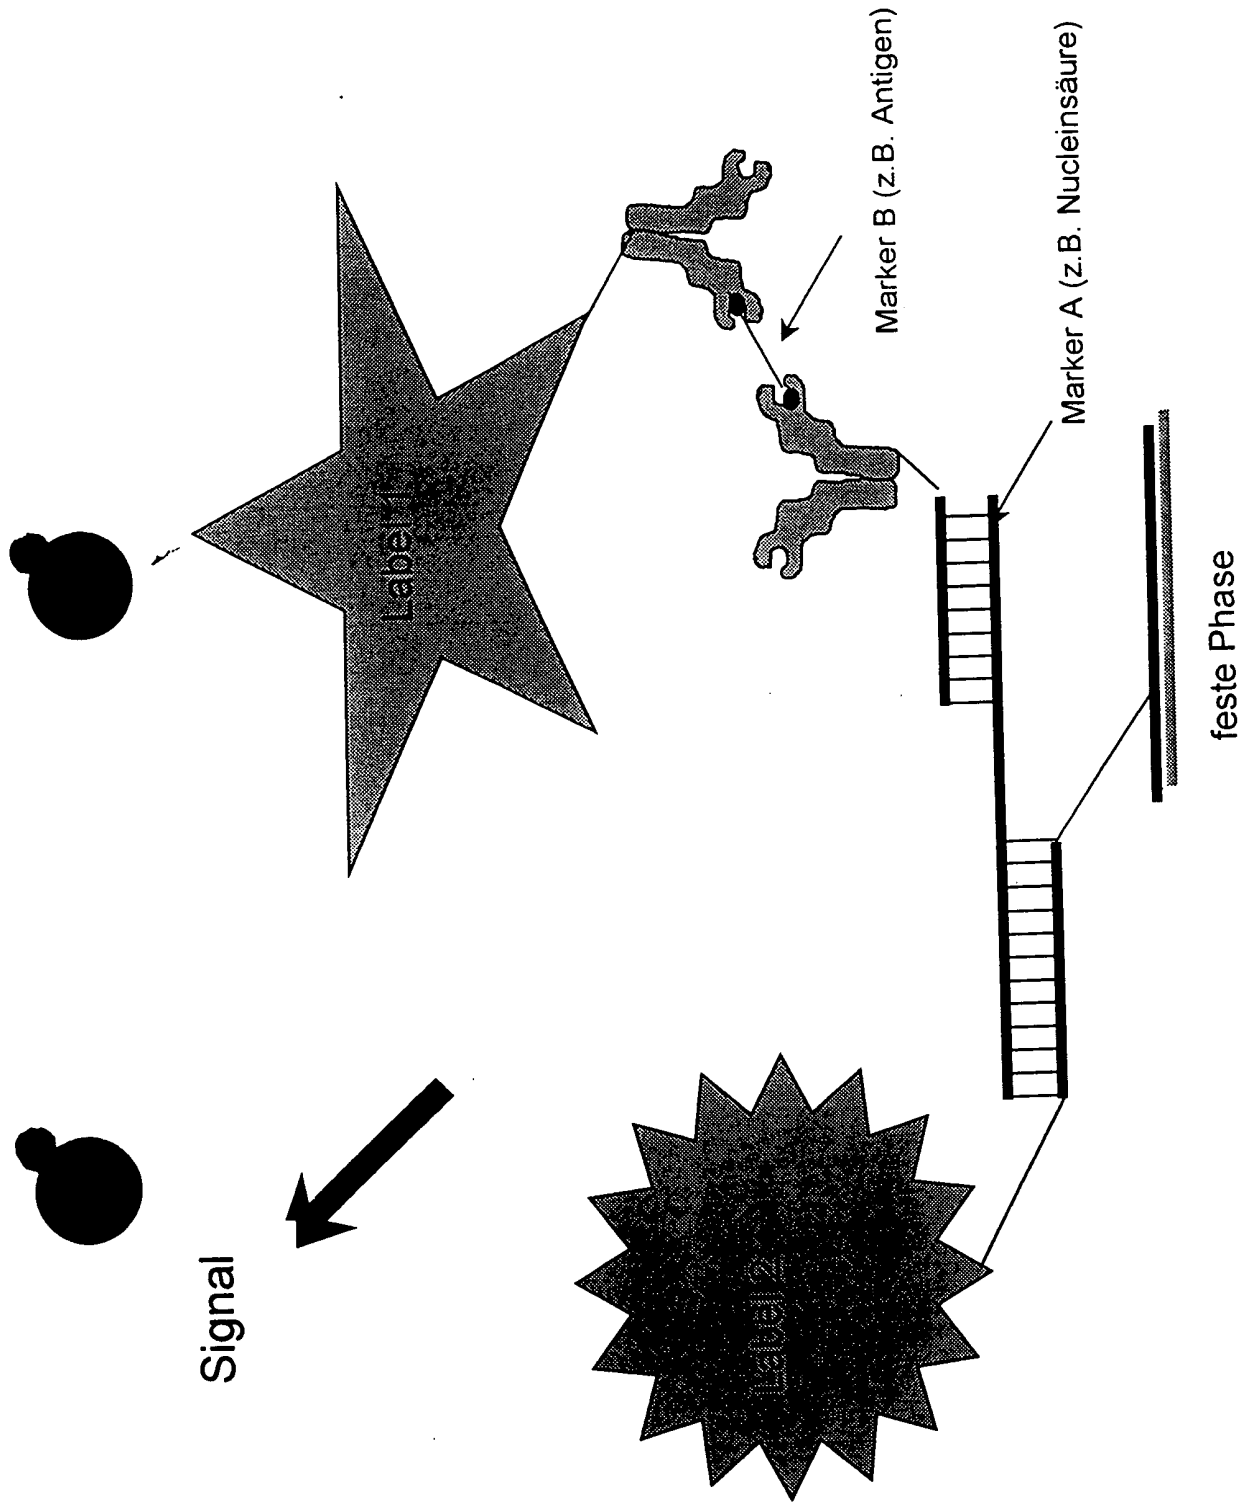 Signal
Label 1
Label 2
Marker B (z.B. Antigen)
Marker A (z.B. Nucleinsäure)
feste Phase